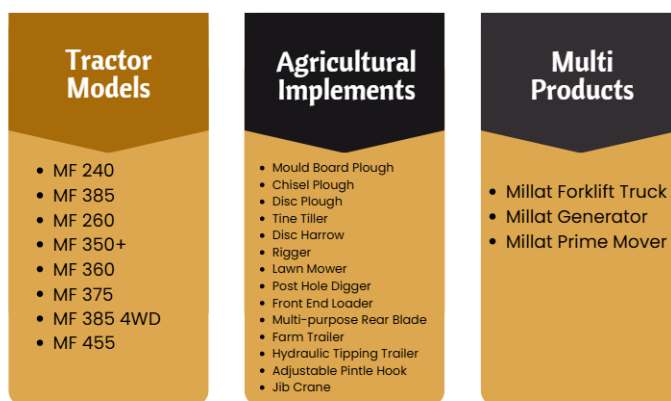 Tractor
Models
• MF 240
• MF 385
• MF 260
• MF 350+
• MF 360
• MF 375
• MF 385 4WD
• MF 455
Agricultural
Implements
• Mould Board Plough
• Chisel Plough
• Disc Plough
• Tine Tiller
• Disc Harrow
• Rigger
• Lawn Mower
• Post Hole Digger
• Front End Loader
• Multi-purpose Rear Blade
• Farm Trailer
• Hydraulic Tipping Trailer
• Adjustable Pintle Hook
• Jib Crane
Multi
Products
• Millat Forklift Truck
• Millat Generator
• Millat Prime Mover